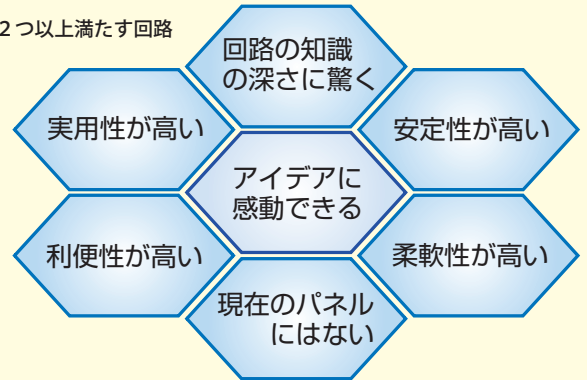 2つ以上満たす回路
回路の知識
の深さに驚く
実用性が高い
安定性が高い
アイデアに
感動できる
利便性が高い
柔軟性が高い
現在のパネル
にはない